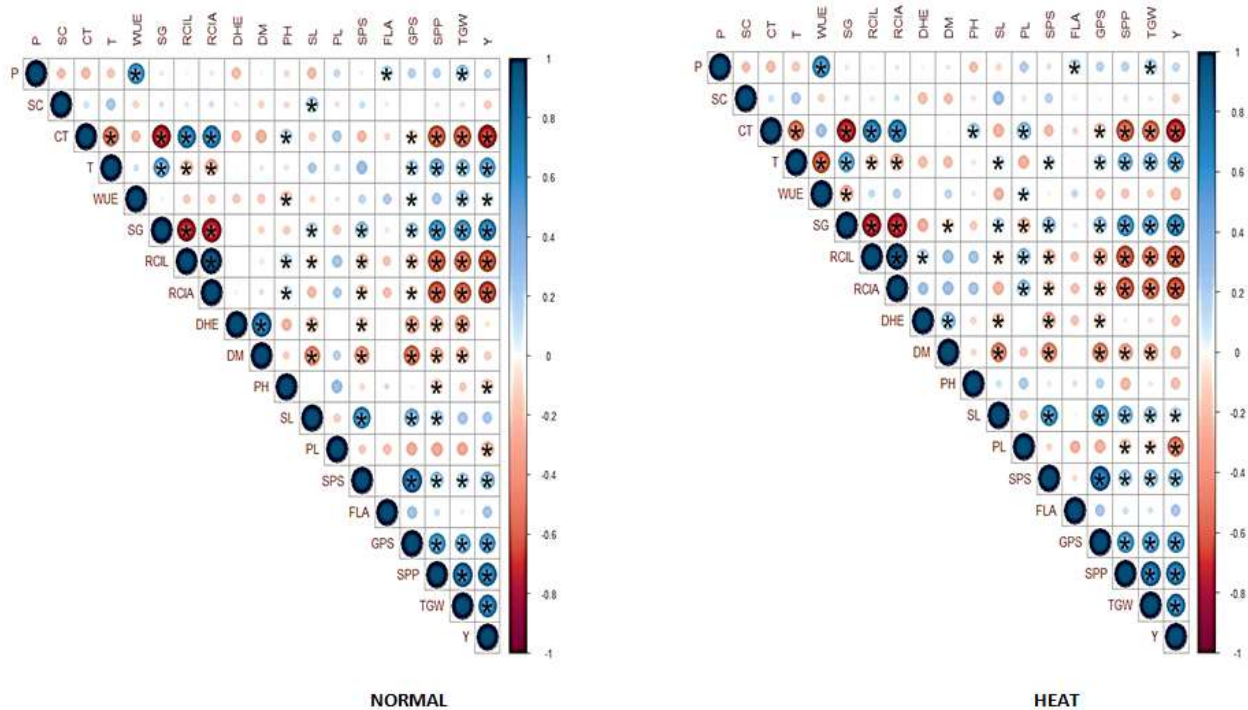 P SC CT T WUE SG RCIL RCIA DHE DM PH SL PL SPS FLA GPS SPP TGW Y
P
SC
CT
T
WUE
SG
RCIL
RCIA
DHE
DM
PH
SL
PL
SPS
FLA
GPS
SPP
TGW
Y
1
0.8
0.6
0.4
0.2
0
-0.2
-0.4
-0.6
-0.8
-1
NORMAL
P SC CT T WUE SG RCIL RCIA DHE DM PH SL PL SPS FLA GPS SPP TGW Y
P
SC
CT
T
WUE
SG
RCIL
RCIA
DHE
DM
PH
SL
PL
SPS
FLA
GPS
SPP
TGW
Y
1
0.8
0.6
0.4
0.2
0
-0.2
-0.4
-0.6
-0.8
-1
HEAT